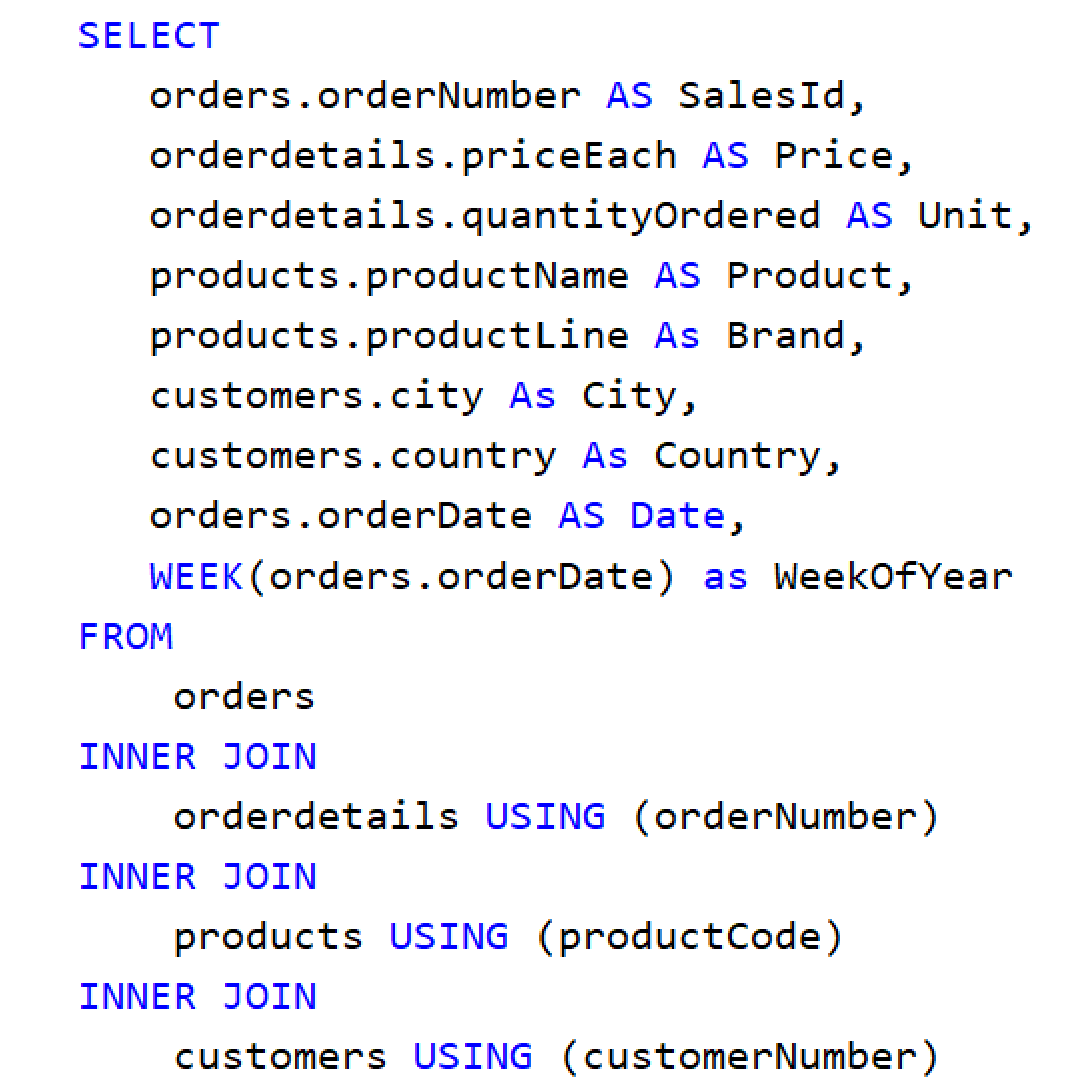 SELECT
orders.orderNumber AS SalesId,
orderdetails.priceEach AS Price,
orderdetails.quantityOrdered AS Unit,
products.productName AS Product,
products.productLine As Brand,
customers.city As City,
customers.country As Country,
orders.orderDate AS Date,
WEEK(orders.orderDate) as WeekOfYear
FROM
orders
INNER JOIN
orderdetails USING (orderNumber)
INNER JOIN
products USING (productCode)
INNER JOIN
customers USING (customerNumber)